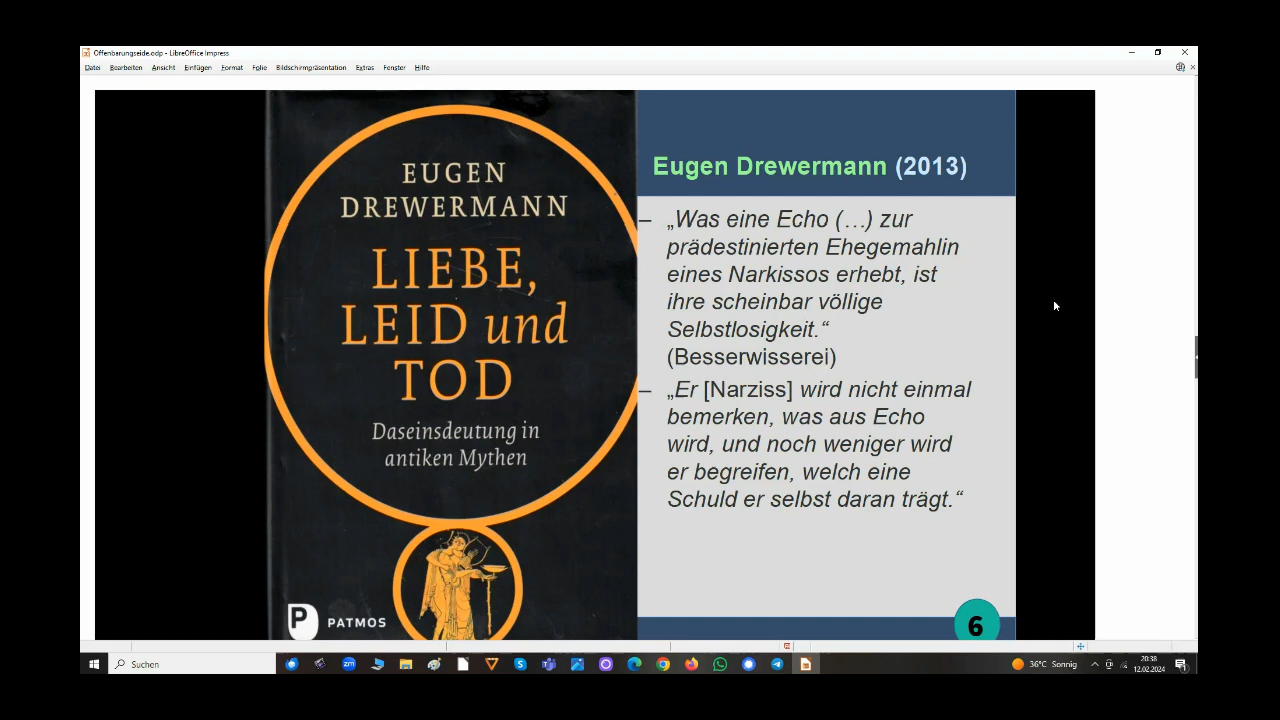 Offenbarungseide.odp - LibreOffice Impress
Datei Bearbeiten Ansicht Einfügen Format Folie Bildschirmpräsentation Extras Fenster Hilfe
EUGEN
DREWERMANN
LIEBE,
LEID und
TOD
Daseinsdeutung in
antiken Mythen
P PATMOS
Eugen Drewermann (2013)
– „Was eine Echo (…) zur
prädestinierten Ehegemahlin
eines Narkissos erhebt, ist
ihre scheinbar völlige
Selbstlosigkeit.“
(Besserwisserei)
– „Er [Narziss] wird nicht einmal
bemerken, was aus Echo
wird, und noch weniger wird
er begreifen, welch eine
Schuld er selbst daran trägt.“
6
Suchen
zm
36°C Sonnig
20:38
12.02.2024